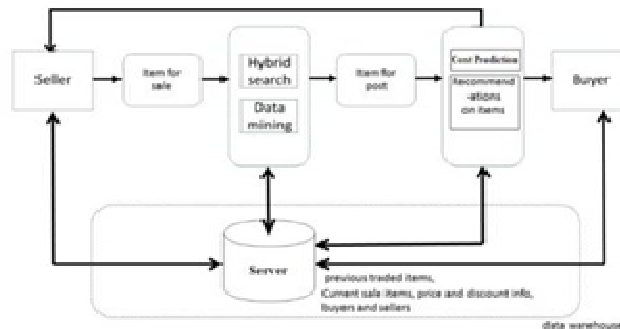 Seller
Item for
sale
Hybrid
search
Data
mining
Item for
post
Cost Prediction
Recommend
-ations
on items
Buyer
Server
previous traded items,
Current sale items, price and discount info,
buyers and sellers
data warehouse